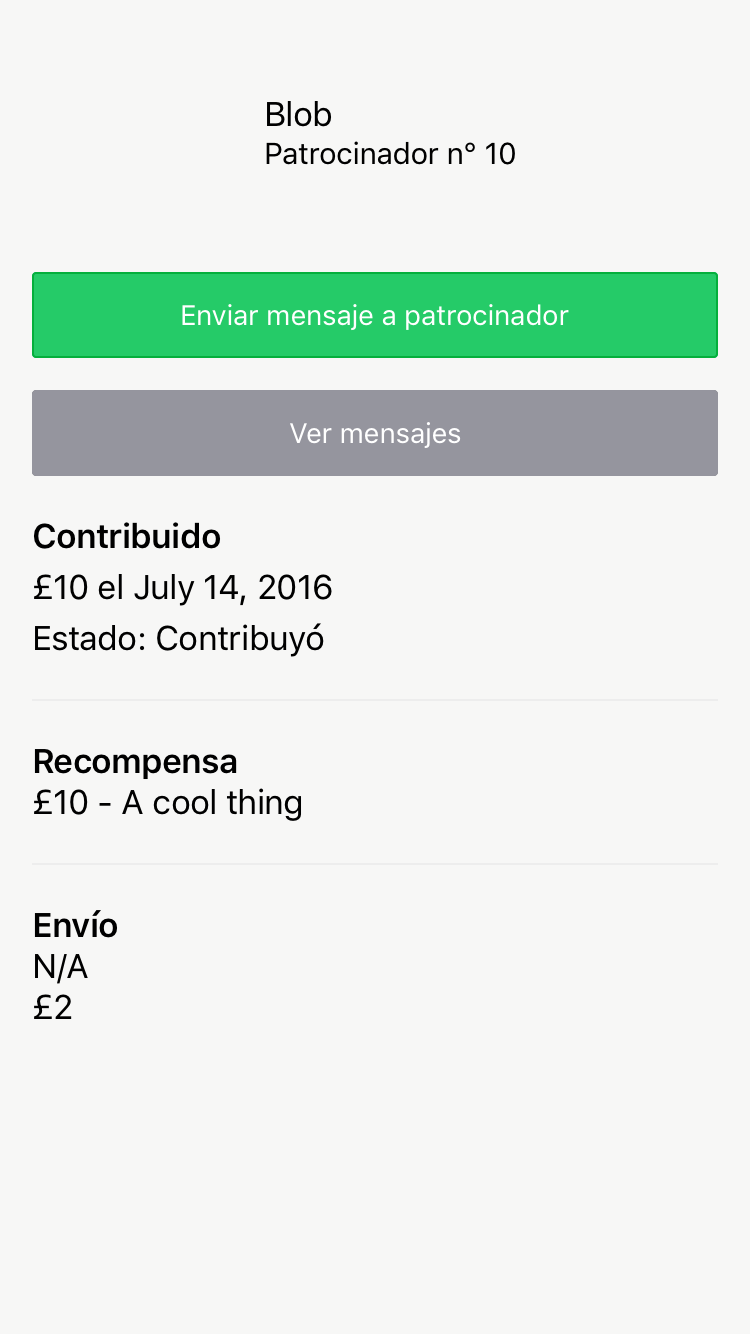 Blob
Patrocinador n° 10
Enviar mensaje a patrocinador
Ver mensajes
Contribuido
£10 el July 14, 2016
Estado: Contribuyó
Recompensa
£10 - A cool thing
Envío
N/A
£2